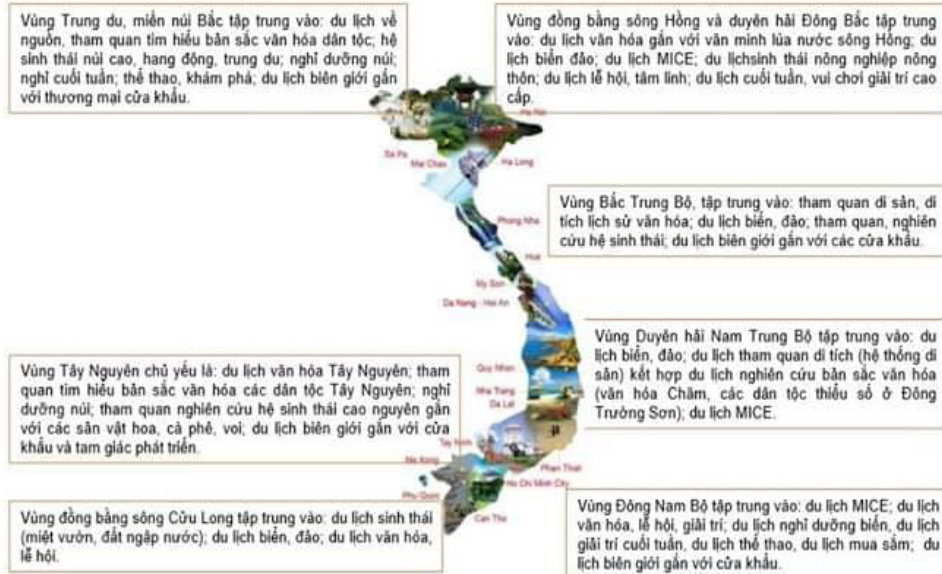 Vùng Trung du, miền núi Bắc tập trung vào: du lịch về
nguồn, tham quan tìm hiểu bản sắc văn hóa dân tộc; hệ
sinh thái núi cao, hang động, trung du; nghỉ dưỡng núi;
nghỉ cuối tuần; thể thao, khám phá; du lịch biên giới gắn
với thương mại cửa khẩu.
Vùng đồng bằng sông Hồng và duyên hải Đông Bắc tập trung
vào: du lịch văn hóa gắn với văn minh lúa nước sông Hồng; du
lịch biển đảo; du lịch MICE; du lịchsinh thái nông nghiệp nông
thôn; du lịch lễ hội, tâm linh; du lịch cuối tuần, vui chơi giải trí cao
cấp.
Ha Noi
Sa Pa
Mai Chau
Ha Long
Vùng Bắc Trung Bộ, tập trung vào: tham quan di sản, di
tích lịch sử văn hóa; du lịch biển, đảo; tham quan, nghiên
cứu hệ sinh thái; du lịch biên giới gắn với các cửa khẩu.
Phong Nha
Hue
My Son
Da Nang - Hoi An
Vùng Duyên hải Nam Trung Bộ tập trung vào: du
lịch biển, đảo; du lịch tham quan di tích (hệ thống di
sản) kết hợp du lịch nghiên cứu bản sắc văn hóa
(văn hóa Chăm, các dân tộc thiểu số ở Đông
Trường Sơn); du lịch MICE.
Vùng Tây Nguyên chủ yếu là: du lịch văn hóa Tây Nguyên; tham
quan tìm hiểu bản sắc văn hóa các dân tộc Tây Nguyên; nghỉ
dưỡng núi; tham quan nghiên cứu hệ sinh thái cao nguyên gắn
với các sản vật hoa, cà phê, voi; du lịch biên giới gắn với cửa
khẩu và tam giác phát triển.
Quy Nhon
Nha Trang
Da Lat
Tay Ninh
Me Kong
Phan Thiet
Ho Chi Minh City
Phu Quoc
Can Tho
Vùng đồng bằng sông Cửu Long tập trung vào: du lịch sinh thái
(miệt vườn, đất ngập nước); du lịch biển, đảo; du lịch văn hóa,
lễ hội.
Vùng Đông Nam Bộ tập trung vào: du lịch MICE; du lịch
văn hóa, lễ hội, giải trí; du lịch nghỉ dưỡng biển, du lịch
giải trí cuối tuần, du lịch thể thao, du lịch mua sắm; du
lịch biên giới gắn với cửa khẩu.